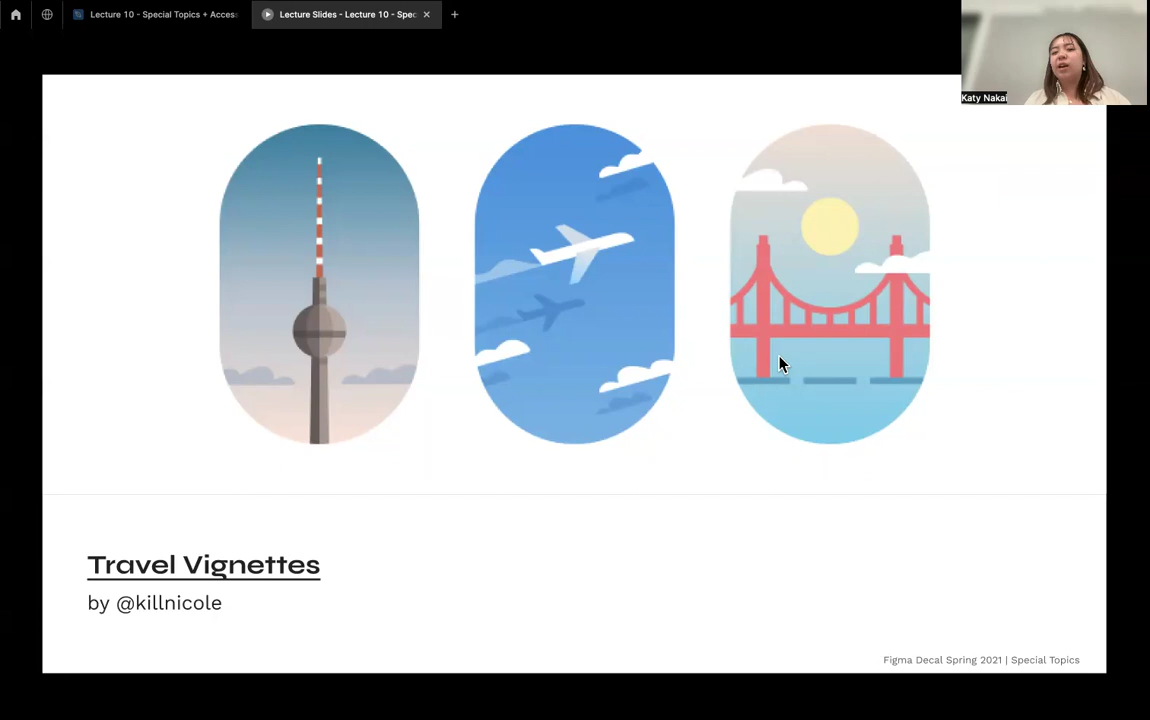 Lecture 10 - Special Topics + Acces
Lecture Slides - Lecture 10 - Spec
Katy Nakai
Travel Vignettes
by @killnicole
Figma Decal Spring 2021 | Special Topics